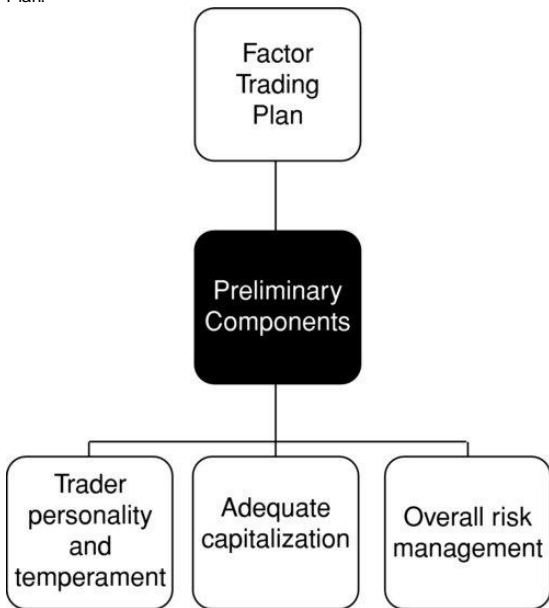 Plan.
Factor
Trading
Plan
Preliminary
Components
Trader
personality
and
temperament
Adequate
capitalization
Overall risk
management